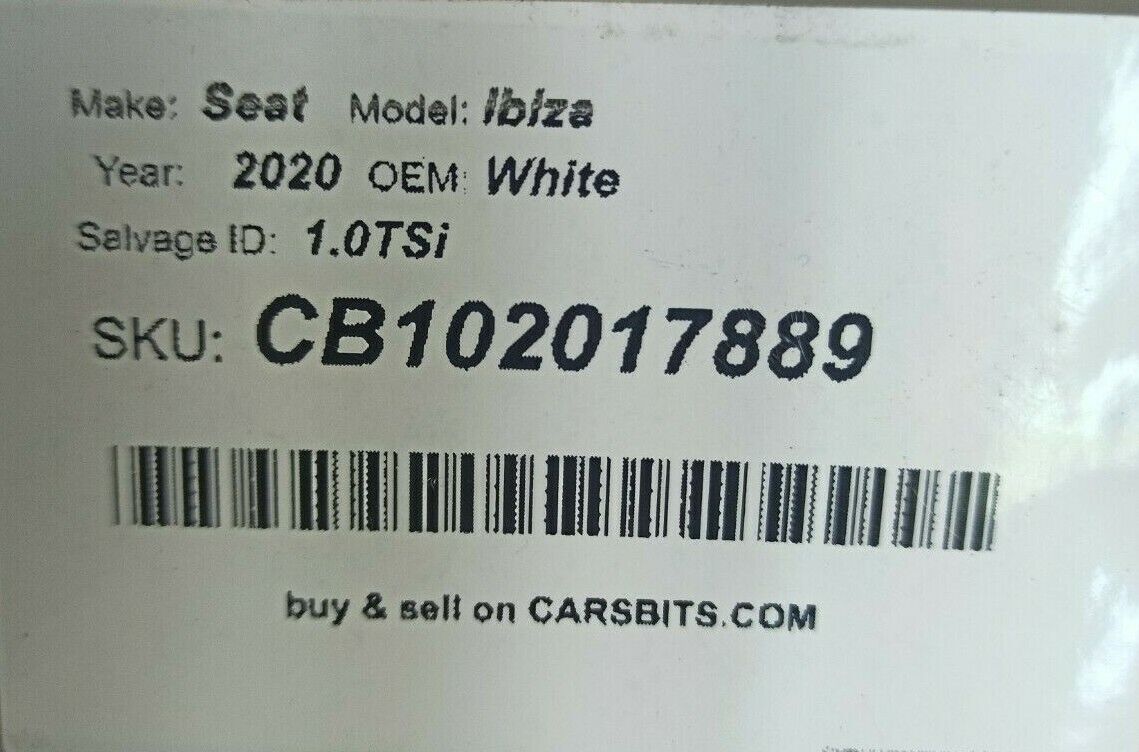 Make: Seat Model: Ibiza
Year: 2020 OEM: White
Salvage ID: 1.0TSi
SKU: CB102017889
buy & sell on CARSBITS.COM